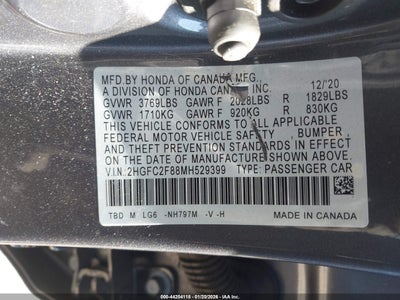 MFD.BY HONDA OF CANADA MFG.,
A DIVISION OF HONDA CANADA INC. 12/'20
GVWR 3769LBS GAWR F 2028LBS R 1829LBS
GVWR 1710KG GAWR F 920KG R 830KG
THIS VEHICLE CONFORMS TO ALL APPLICABLE
FEDERAL MOTOR VEHICLE SAFETY , BUMPER ,
AND THEFT PREVENTION STANDARDS IN EFFECT
ON THE DATE OF MANUFACTURE SHOWN ABOVE.
V.I.N.:2HGFC2F88MH529399 TYPE: PASSENGER CAR
TBD M LG6 -NH797M -V -H MADE IN CANADA
000-44204116 - 01/20/2026 - IAA